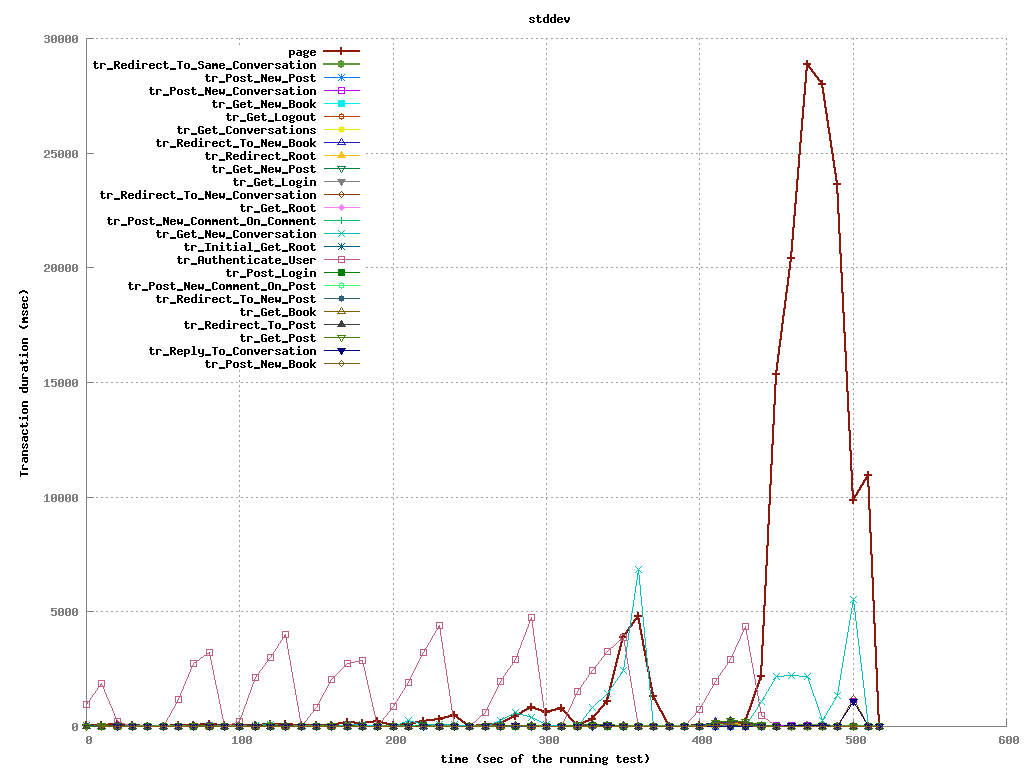 stddev
30000
25000
20000
15000
10000
5000
0
Transaction duration (msec)
page
tr_Redirect_To_Same_Conversation
tr_Post_New_Post
tr_Post_New_Conversation
tr_Get_New_Book
tr_Get_Logout
tr_Get_Conversations
tr_Redirect_To_New_Book
tr_Redirect_Root
tr_Get_New_Post
tr_Get_Login
tr_Redirect_To_New_Conversation
tr_Get_Root
tr_Post_New_Comment_On_Comment
tr_Get_New_Conversation
tr_Initial_Get_Root
tr_Authenticate_User
tr_Post_Login
tr_Post_New_Comment_On_Post
tr_Redirect_To_New_Post
tr_Get_Book
tr_Redirect_To_Post
tr_Get_Post
tr_Reply_To_Conversation
tr_Post_New_Book
0 100 200 300 400 500 600
time (sec of the running test)